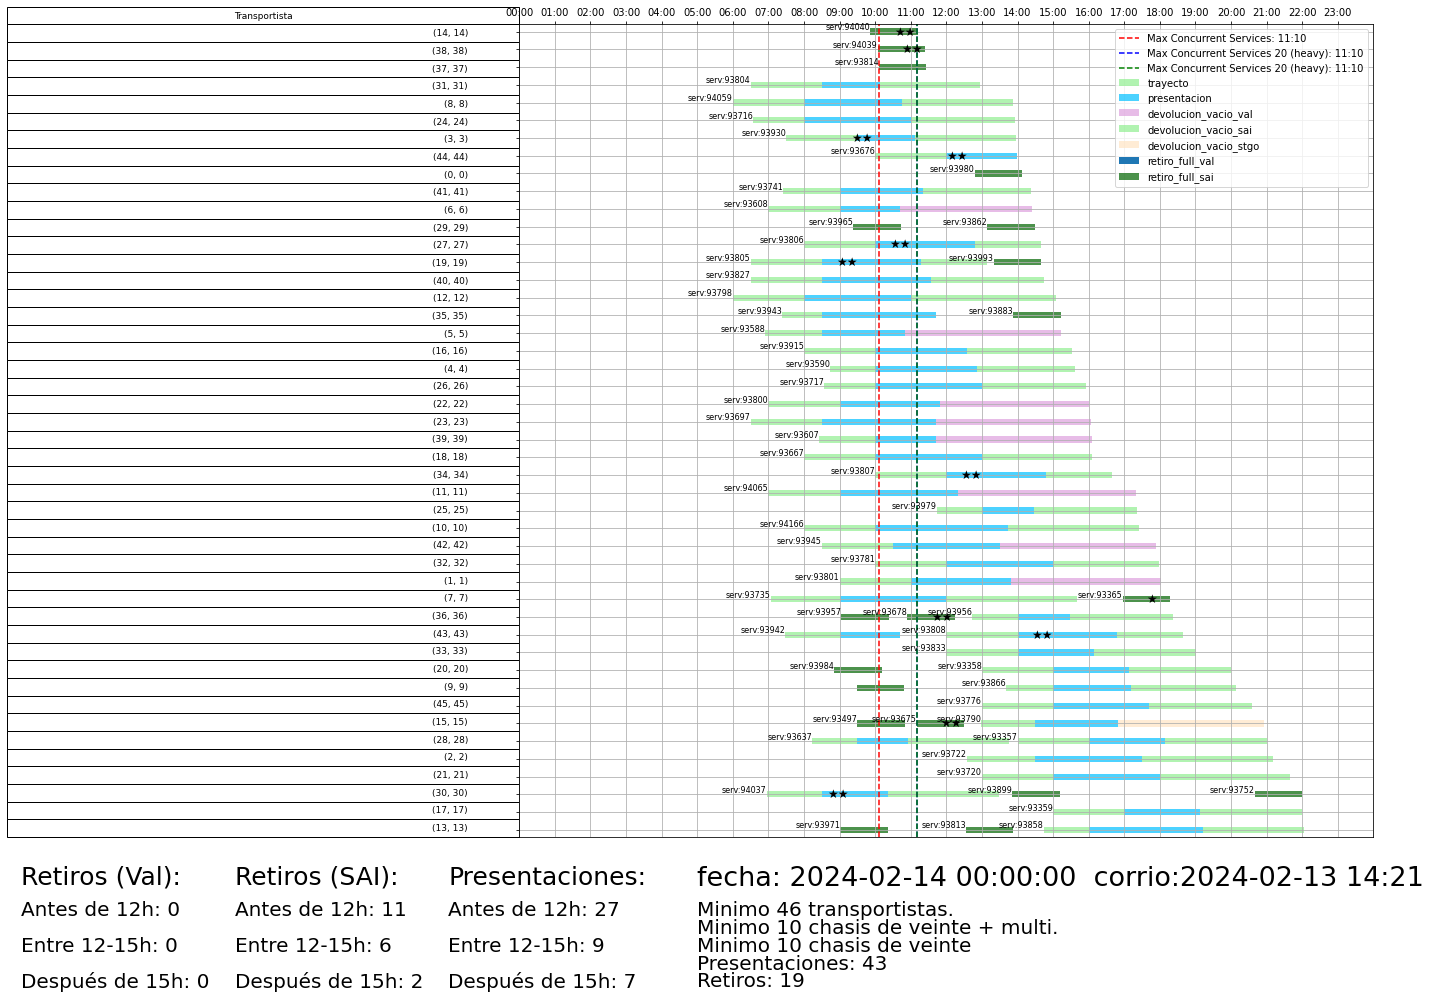 Transportista
00:00 01:00 02:00 03:00 04:00 05:00 06:00 07:00 08:00 09:00 10:00 11:00 12:00 13:00 14:00 15:00 16:00 17:00 18:00 19:00 20:00 21:00 22:00 23:00
Max Concurrent Services: 11:10
Max Concurrent Services 20 (heavy): 11:10
Max Concurrent Services 20 (heavy): 11:10
trayecto
presentacion
devolucion_vacio_val
devolucion_vacio_sai
devolucion_vacio_stgo
retiro_full_val
retiro_full_sai
(14, 14) serv:94040
(38, 38) serv:94039
(37, 37) serv:93814
(31, 31) serv:93804
(8, 8) serv:94059
(24, 24) serv:93716
(3, 3) serv:93930
(44, 44) serv:93676
(0, 0) serv:93980
(41, 41) serv:93741
(6, 6) serv:93608
(29, 29) serv:93965 serv:93862
(27, 27) serv:93806
(19, 19) serv:93805 serv:93993
(40, 40) serv:93827
(12, 12) serv:93798
(35, 35) serv:93943 serv:93883
(5, 5) serv:93588
(16, 16) serv:93915
(4, 4) serv:93590
(26, 26) serv:93717
(22, 22) serv:93800
(23, 23) serv:93697
(39, 39) serv:93607
(18, 18) serv:93667
(34, 34) serv:93807
(11, 11) serv:94065
(25, 25) serv:93979
(10, 10) serv:94166
(42, 42) serv:93945
(32, 32) serv:93781
(1, 1) serv:93801
(7, 7) serv:93735 serv:93365
(36, 36) serv:93957 serv:93678 serv:93956
(43, 43) serv:93942 serv:93808
(33, 33) serv:93833
(20, 20) serv:93984 serv:93358
(9, 9) serv:93866
(45, 45) serv:93776
(15, 15) serv:93497 serv:93675 serv:93790
(28, 28) serv:93637 serv:93357
(2, 2) serv:93722
(21, 21) serv:93720
(30, 30) serv:94037 serv:93899 serv:93752
(17, 17) serv:93359
(13, 13) serv:93971 serv:93813 serv:93858
Retiros (Val):
Antes de 12h: 0
Entre 12-15h: 0
Después de 15h: 0
Retiros (SAI):
Antes de 12h: 11
Entre 12-15h: 6
Después de 15h: 2
Presentaciones:
Antes de 12h: 27
Entre 12-15h: 9
Después de 15h: 7
fecha: 2024-02-14 00:00:00 corrio:2024-02-13 14:21
Minimo 46 transportistas.
Minimo 10 chasis de veinte + multi.
Minimo 10 chasis de veinte
Presentaciones: 43
Retiros: 19